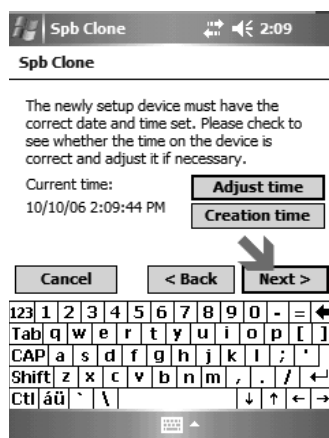 Spb Clone 2:09
Spb Clone
The newly setup device must have the
correct date and time set. Please check to
see whether the time on the device is
correct and adjust it if necessary.
Current time:
Adjust time
10/10/06 2:09:44 PM
Creation time
Cancel < Back Next >
123 1 2 3 4 5 6 7 8 9 0 - =
Tab q w e r t y u i o p [ ]
CAP a s d f g h j k l ; '
Shift z x c v b n m , . /
Ctl áü ` \